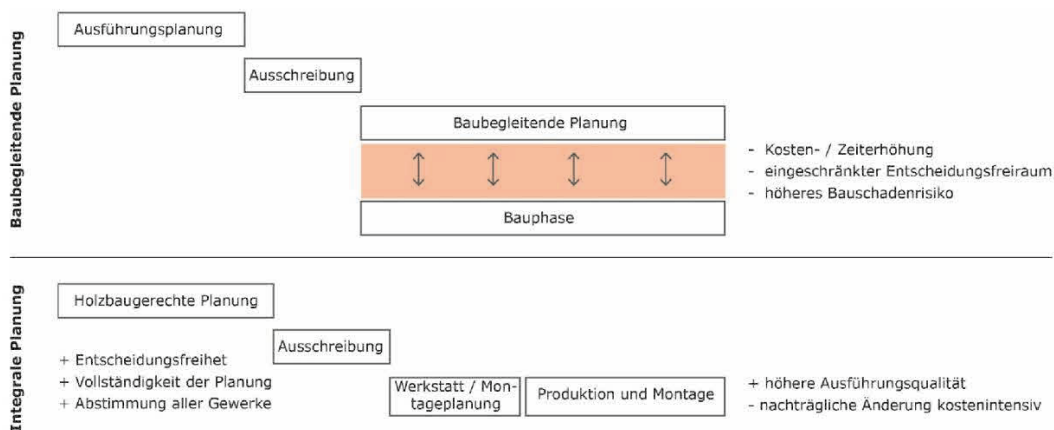 Baubegleitende Planung
Ausführungsplanung
Ausschreibung
Baubegleitende Planung
Bauphase
- Kosten- / Zeiterhöhung
- eingeschränkter Entscheidungsfreiraum
- höheres Bauschadenrisiko
Integrale Planung
Holzbaugerechte Planung
+ Entscheidungsfreihet
+ Vollständigkeit der Planung
+ Abstimmung aller Gewerke
Ausschreibung
Werkstatt / Mon-
tageplanung
Produktion und Montage
+ höhere Ausführungsqualität
- nachträgliche Änderung kostenintensiv